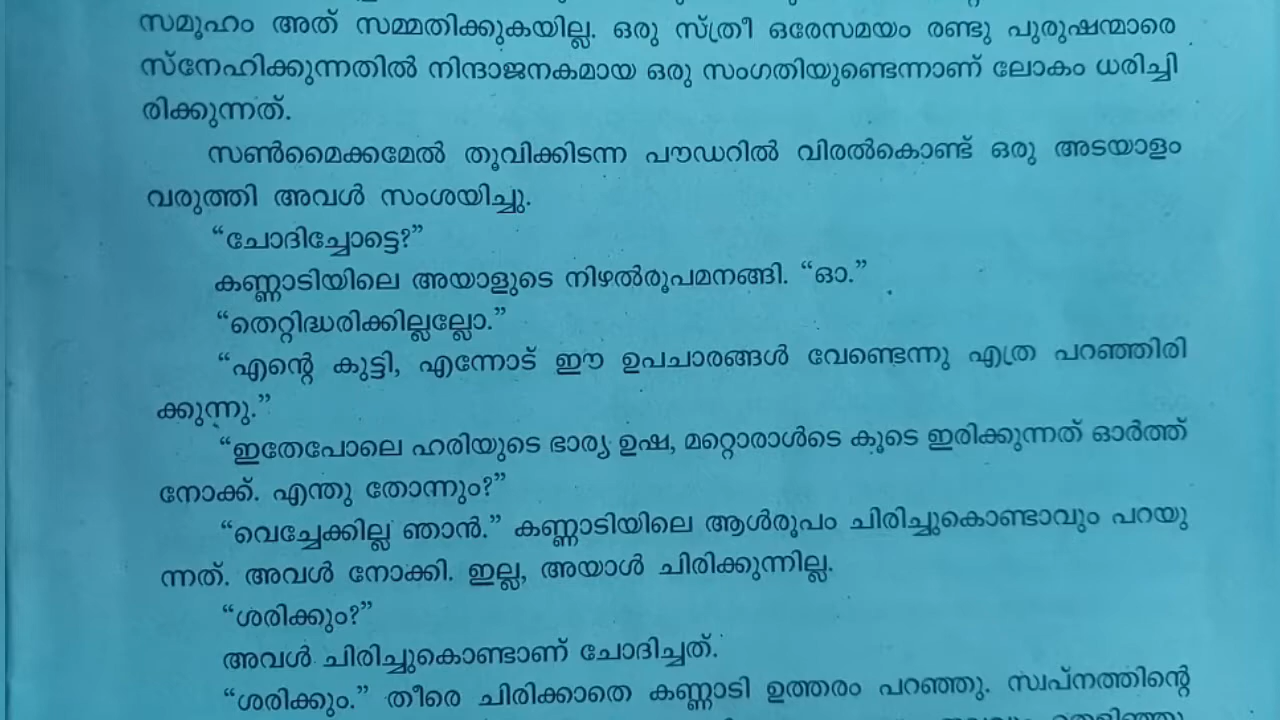 സമൂഹം അത് സമ്മതിക്കുകയില്ല. ഒരു സ്ത്രീ ഒരേസമയം രണ്ടു പുരുഷന്മാരെ
സ്നേഹിക്കുന്നതിൽ നിന്ദാജനകമായ ഒരു സംഗതിയുണ്ടെന്നാണ് ലോകം ധരിച്ചി
രിക്കുന്നത്.
സൺമൈക്കമേൽ തൂവിക്കിടന്ന പൗഡറിൽ വിരൽകൊണ്ട് ഒരു അടയാളം
വരുത്തി അവൾ സംശയിച്ചു.
“ചോദിച്ചോട്ടെ?”
കണ്ണാടിയിലെ അയാളുടെ നിഴൽരൂപമനങ്ങി. “ഓ.”
“തെറ്റിദ്ധരിക്കില്ലല്ലോ.”
“എന്റെ കുട്ടി, എന്നോട് ഈ ഉപചാരങ്ങൾ വേണ്ടെന്നു എത്ര പറഞ്ഞിരി
ക്കുന്നു.”
“ഇതേപോലെ ഹരിയുടെ ഭാര്യ ഉഷ, മറ്റൊരാൾടെ കൂടെ ഇരിക്കുന്നത് ഓർത്ത്
നോക്ക്. എന്തു തോന്നും?”
“വെച്ചേക്കില്ല ഞാൻ.” കണ്ണാടിയിലെ ആൾരൂപം ചിരിച്ചുകൊണ്ടാവും പറയു
ന്നത്. അവൾ നോക്കി. ഇല്ല, അയാൾ ചിരിക്കുന്നില്ല.
“ശരിക്കും?”
അവൾ ചിരിച്ചുകൊണ്ടാണ് ചോദിച്ചത്.
“ശരിക്കും.” തീരെ ചിരിക്കാതെ കണ്ണാടി ഉത്തരം പറഞ്ഞു. സ്വപ്നത്തിന്റെ